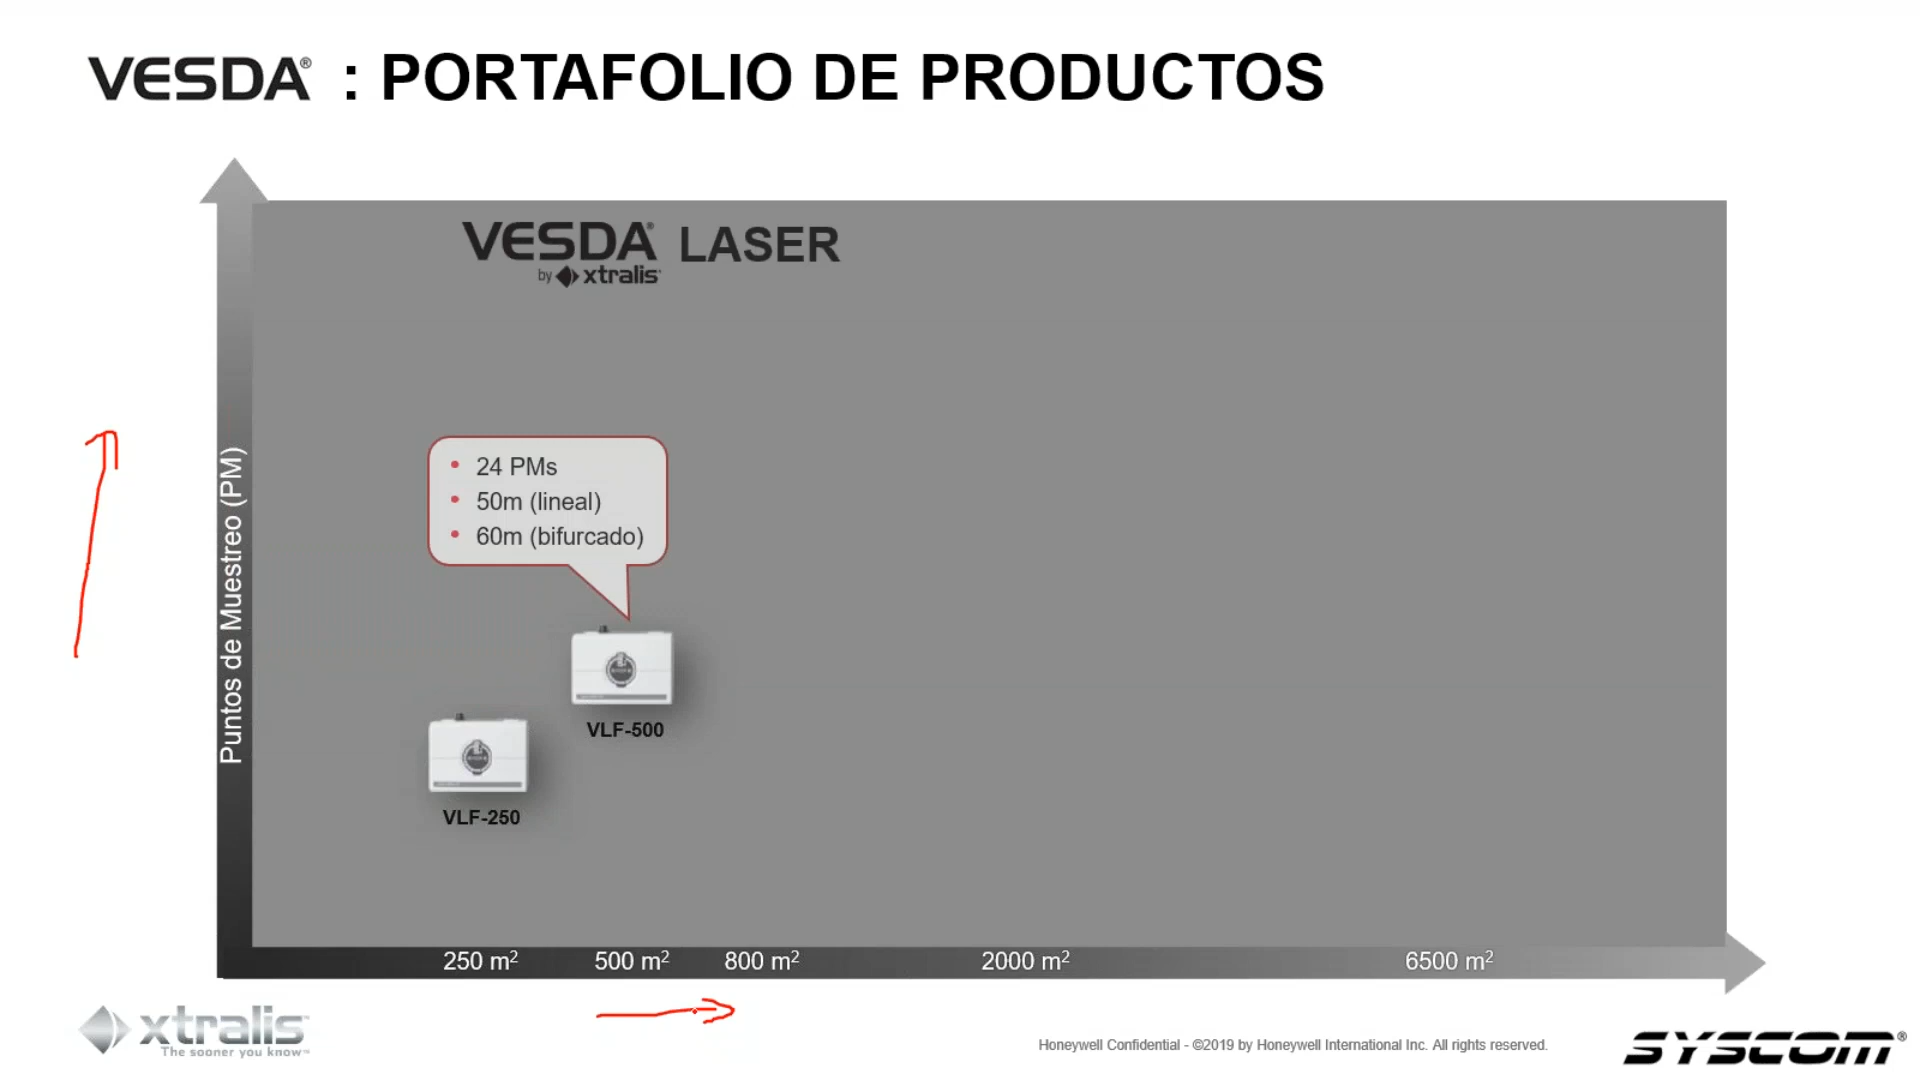 VESDA® : PORTAFOLIO DE PRODUCTOS
VESDA® LASER
by xtralis
Puntos de Muestreo (PM)
• 24 PMs
• 50m (lineal)
• 60m (bifurcado)
VLF-500
VLF-250
250 m² 500 m² 800 m² 2000 m² 6500 m²
xtralis™
The sooner you know™
Honeywell Confidential - ©2019 by Honeywell International Inc. All rights reserved.
SYSCOM®